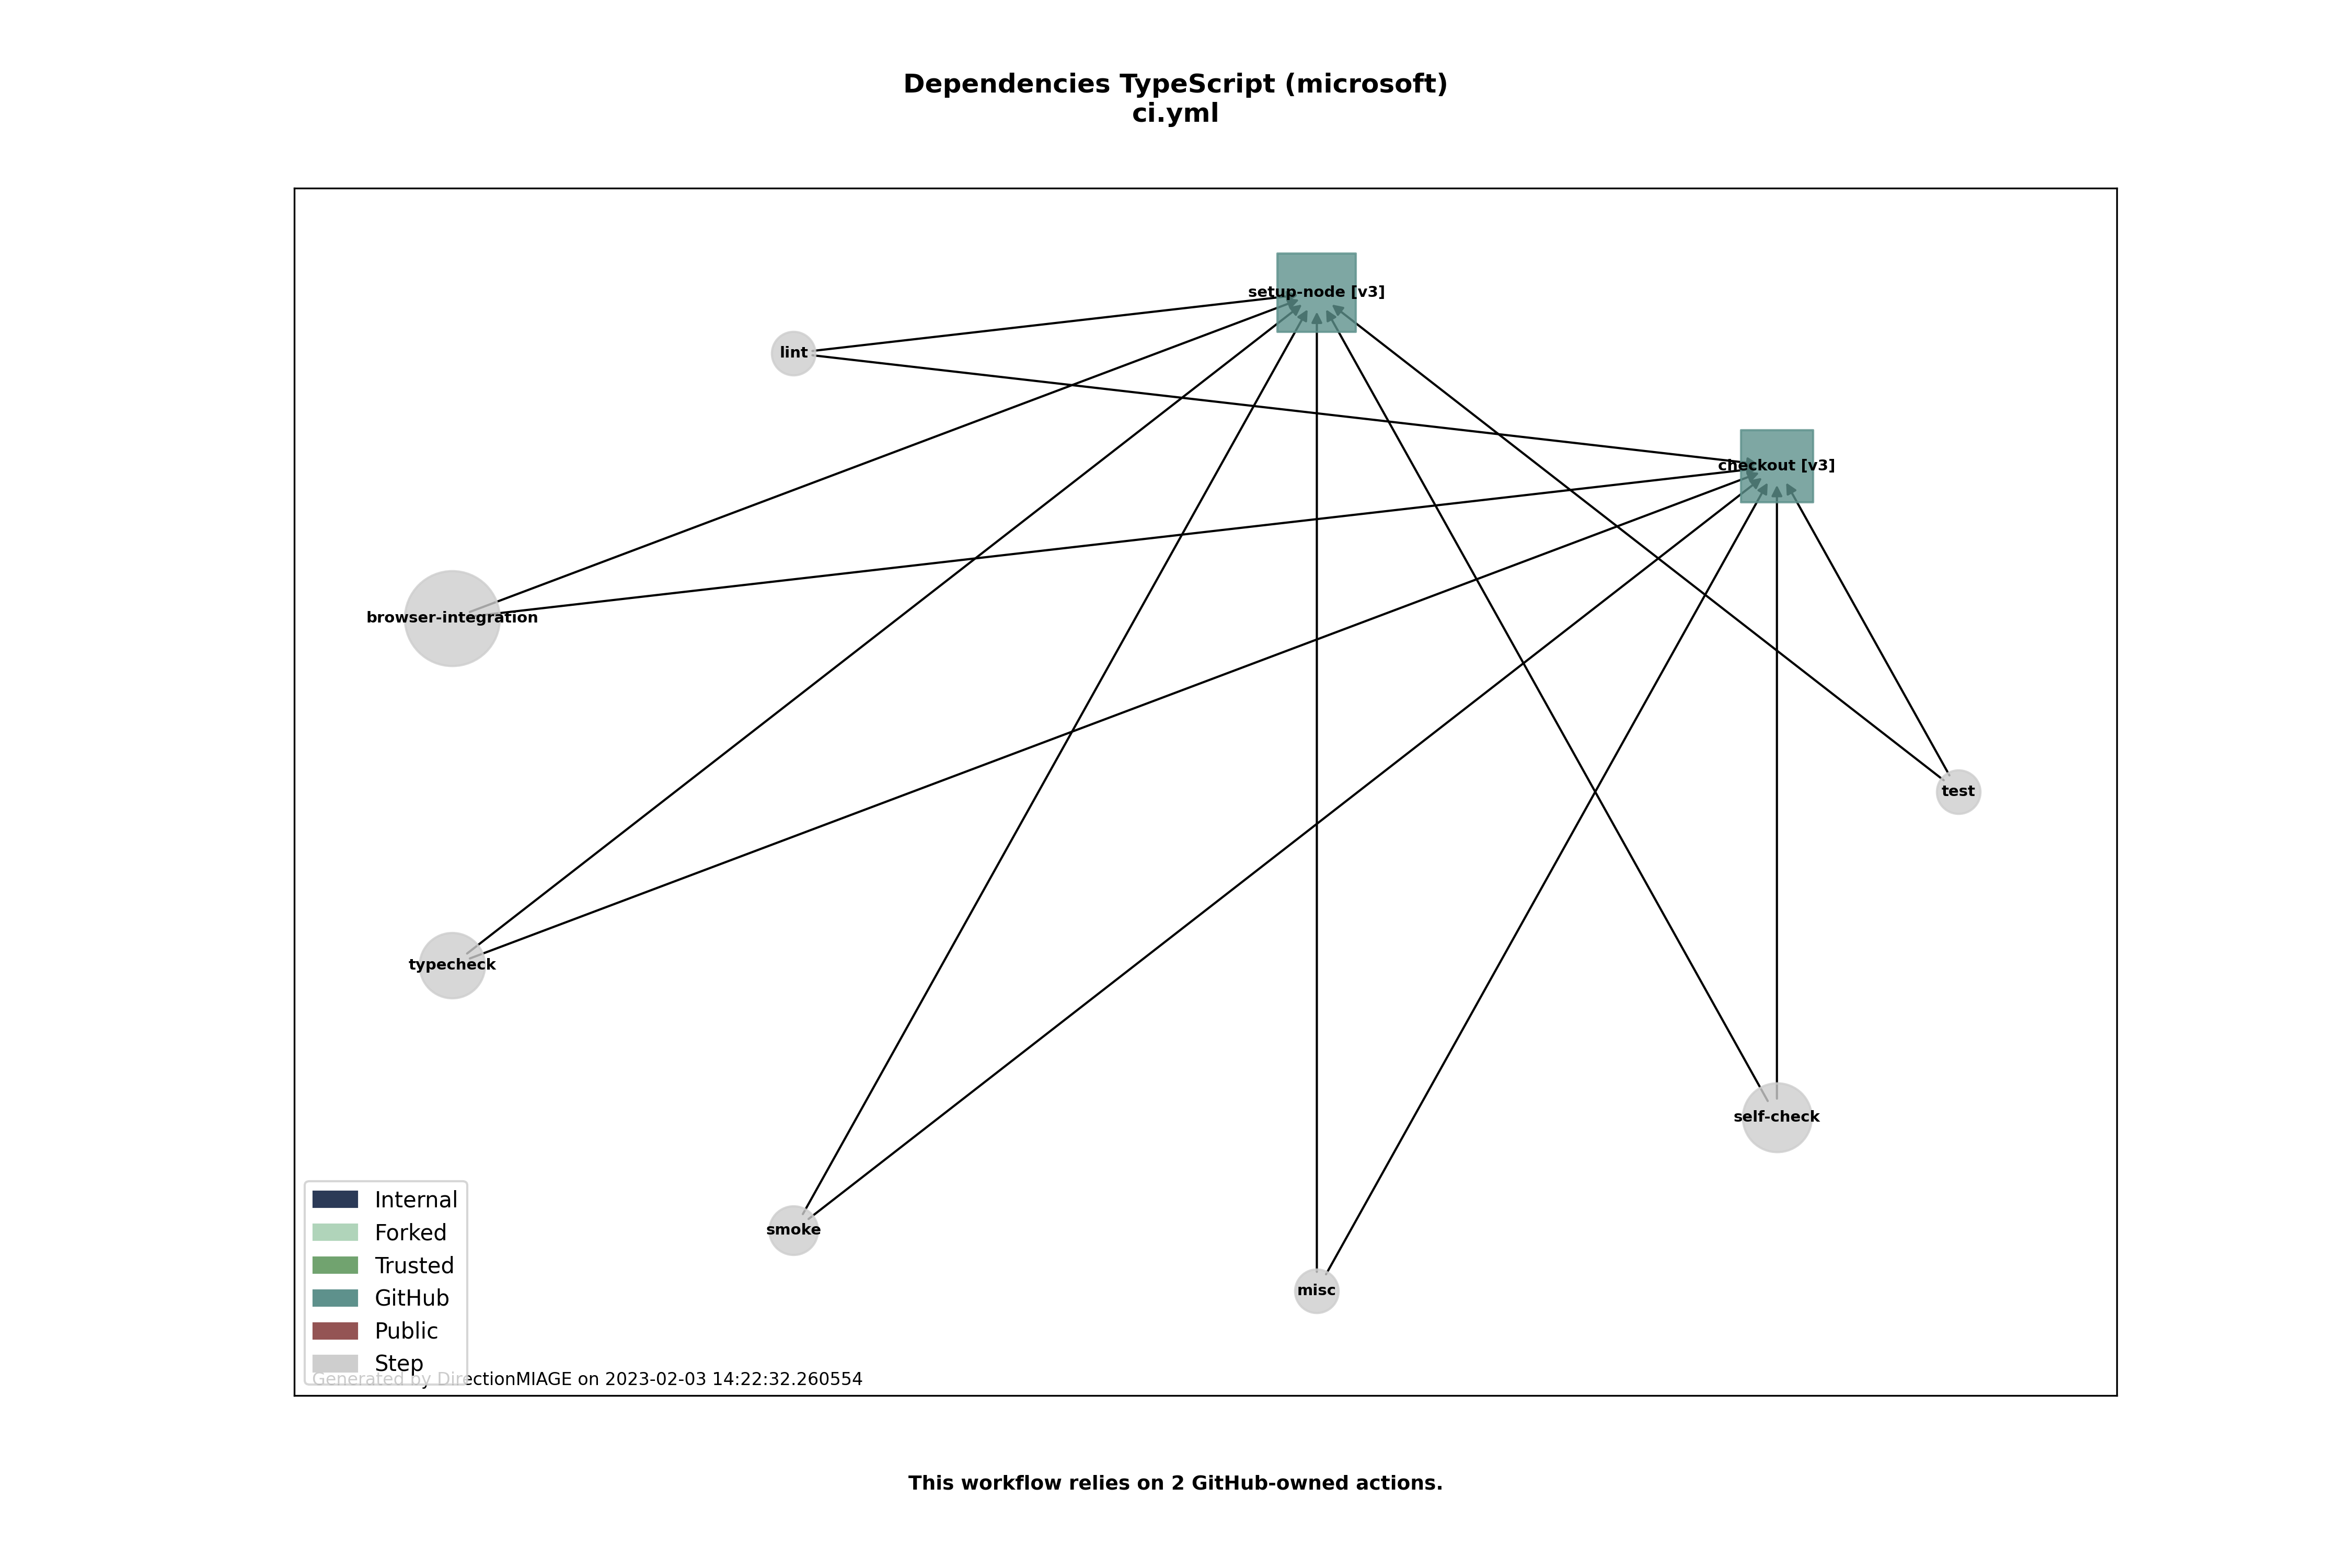 Dependencies TypeScript (microsoft)
ci.yml
setup-node [v3]
lint
checkout [v3]
browser-integration
test
typecheck
self-check
smoke
misc
Internal
Forked
Trusted
GitHub
Public
Step
Generated by DirectionMIAGE on 2023-02-03 14:22:32.260554
This workflow relies on 2 GitHub-owned actions.